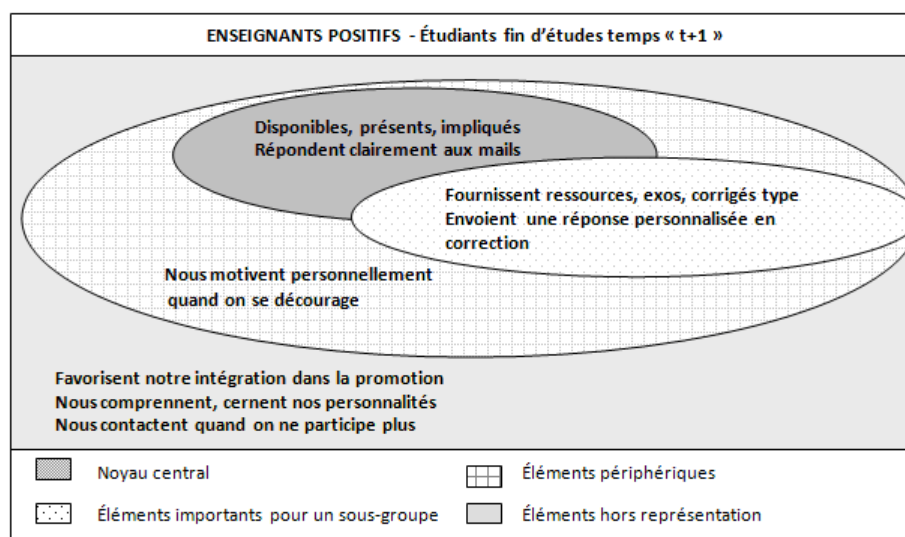 ENSEIGNANTS POSITIFS - Étudiants fin d'études temps « t+1 »
Disponibles, présents, impliqués
Répondent clairement aux mails
Fournissent ressources, exos, corrigés type
Envoient une réponse personnalisée en
correction
Nous motivent personnellement
quand on se décourage
Favorisent notre intégration dans la promotion
Nous comprennent, cernent nos personnalités
Nous contactent quand on ne participe plus
Noyau central
Éléments périphériques
Éléments importants pour un sous-groupe
Éléments hors représentation